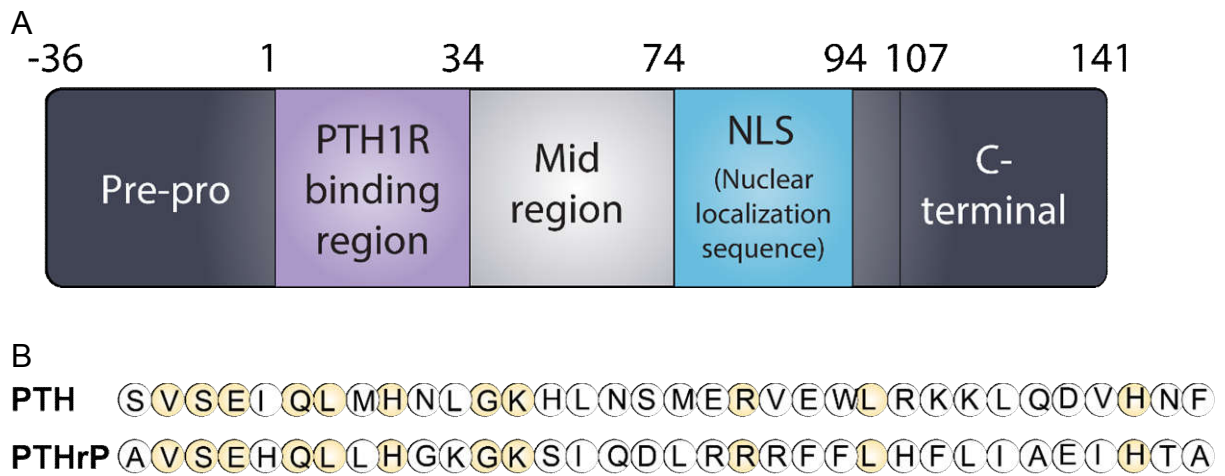 A
-36 1 34 74 94 107 141
Pre-pro
PTH1R
binding
region
Mid
region
NLS
(Nuclear
localization
sequence)
C-
terminal
B
PTH S V S E I Q L M H N L G K H L N S M E R V E W L R K K L Q D V H N F
PTHrP A V S E H Q L L H G K G K S I Q D L R R R F F L H F L I A E I H T A